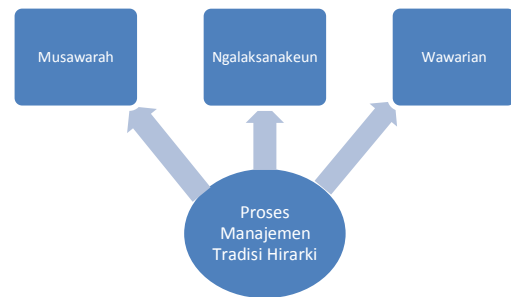 Musawarah
Ngalaksanakeun
Wawarian
Proses
Manajemen
Tradisi Hirarki